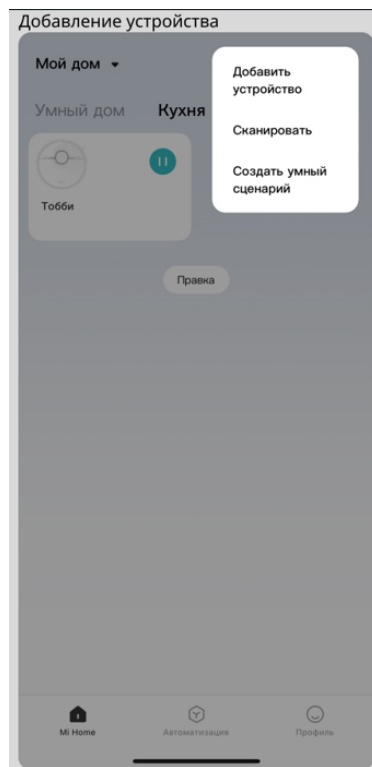 Добавление устройства
Мой дом
Добавить
устройство
Умный дом Кухня
Сканировать
Создать умный
сценарий
Тобби
Правка
Mi Home Автоматизация Профиль